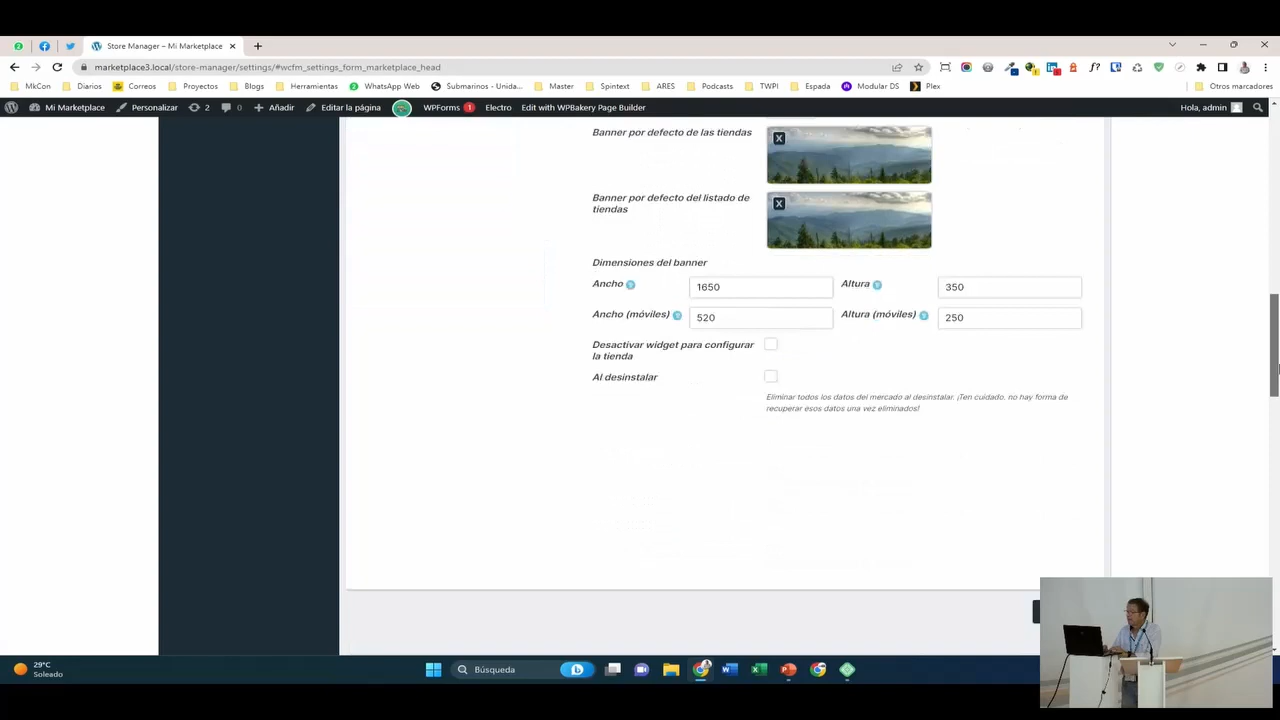 Store Manager – Mi Marketplace
marketplace3.local/store-manager/settings/#wcfm_settings_form_marketplace_head
MkCon Diarios Correos Proyectos Blogs Herramientas WhatsApp Web Submarinos - Unida... Master Spintext ARES Podcasts TWPI Espada Modular DS Plex Otros marcadores
Mi Marketplace Personalizar 2 0 Añadir Editar la página WPForms 1 Electro Edit with WPBakery Page Builder Hola, admin
Banner por defecto de las tiendas
Banner por defecto del listado de
tiendas
Dimensiones del banner
Ancho 1650 Altura 350
Ancho (móviles) 520 Altura (móviles) 250
Desactivar widget para configurar
la tienda
Al desinstalar
Eliminar todos los datos del mercado al desinstalar. ¡Ten cuidado, no hay forma de
recuperar esos datos una vez eliminados!
29°C
Soleado
Búsqueda